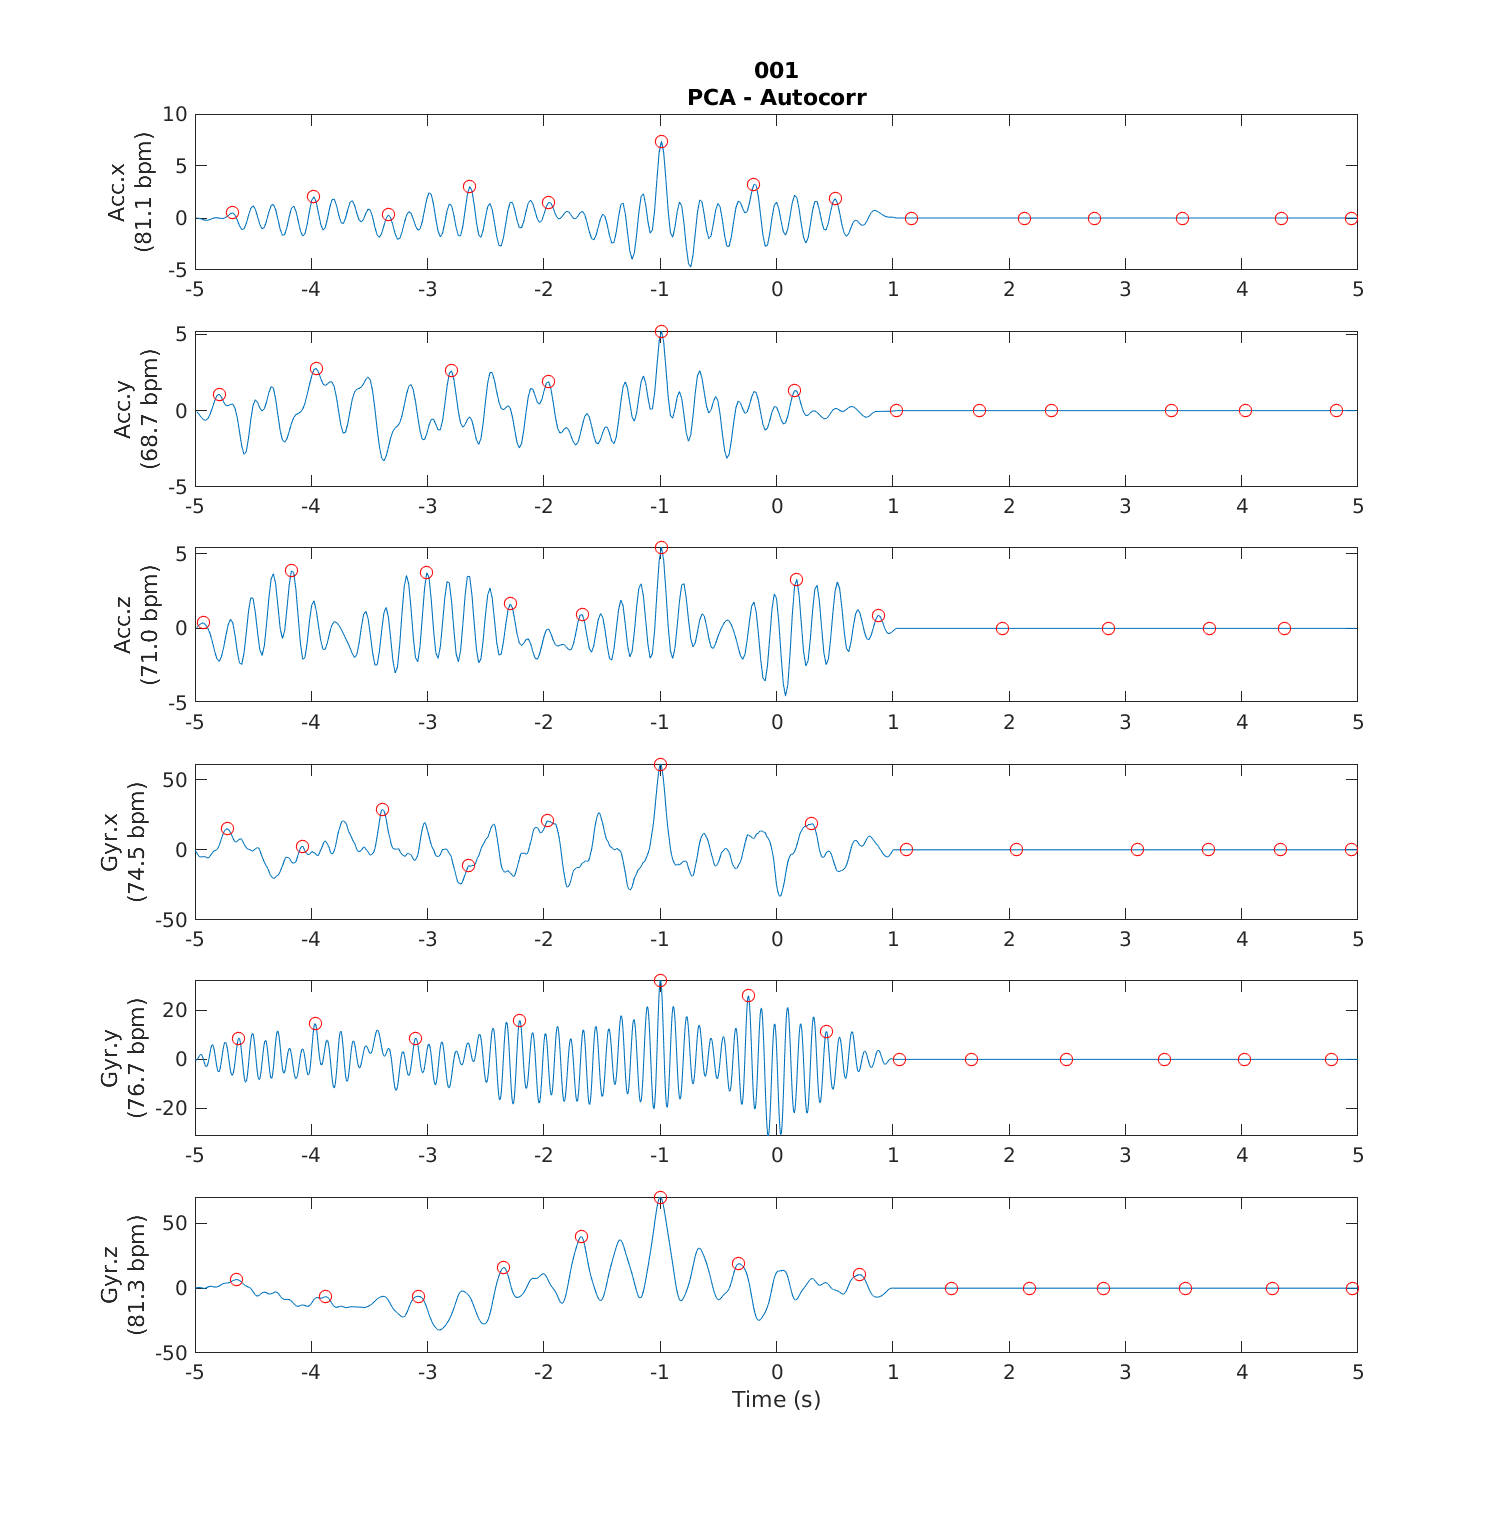 001
PCA - Autocorr
Acc.x
(81.1 bpm)
10
5
0
-5
-5 -4 -3 -2 -1 0 1 2 3 4 5
Acc.y
(68.7 bpm)
5
0
-5
-5 -4 -3 -2 -1 0 1 2 3 4 5
Acc.z
(71.0 bpm)
5
0
-5
-5 -4 -3 -2 -1 0 1 2 3 4 5
Gyr.x
(74.5 bpm)
50
0
-50
-5 -4 -3 -2 -1 0 1 2 3 4 5
Gyr.y
(76.7 bpm)
20
0
-20
-5 -4 -3 -2 -1 0 1 2 3 4 5
Gyr.z
(81.3 bpm)
50
0
-50
-5 -4 -3 -2 -1 0 1 2 3 4 5
Time (s)